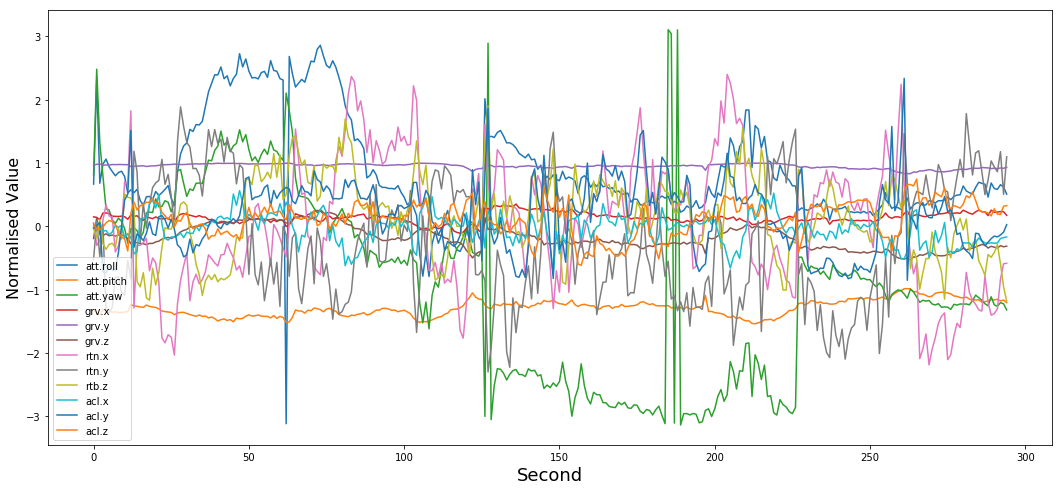 3
2
1
0
−1
−2
−3
Normalised Value
att.roll
att.pitch
att.yaw
grv.x
grv.y
grv.z
rtn.x
rtn.y
rtb.z
acl.x
acl.y
acl.z
0 50 100 150 200 250 300
Second